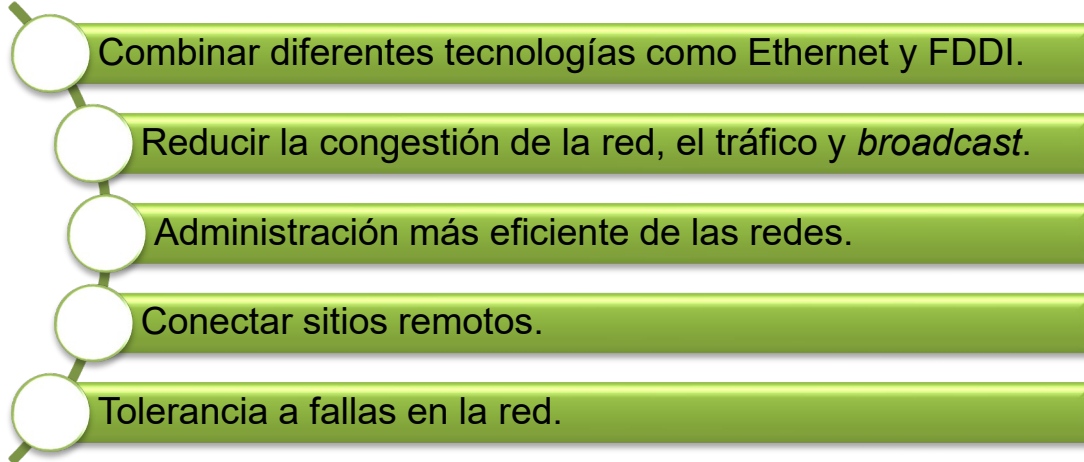 Combinar diferentes tecnologías como Ethernet y FDDI.
Reducir la congestión de la red, el tráfico y broadcast.
Administración más eficiente de las redes.
Conectar sitios remotos.
Tolerancia a fallas en la red.